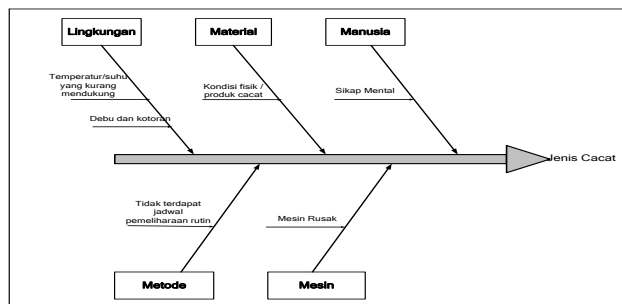 Lingkungan
Material
Manusia
Temperatur/suhu
yang kurang
mendukung
Kondisi fisik /
produk cacat
Sikap Mental
Debu dan kotoran
Jenis Cacat
Tidak terdapat
jadwal
pemeliharaan rutin
Mesin Rusak
Metode
Mesin